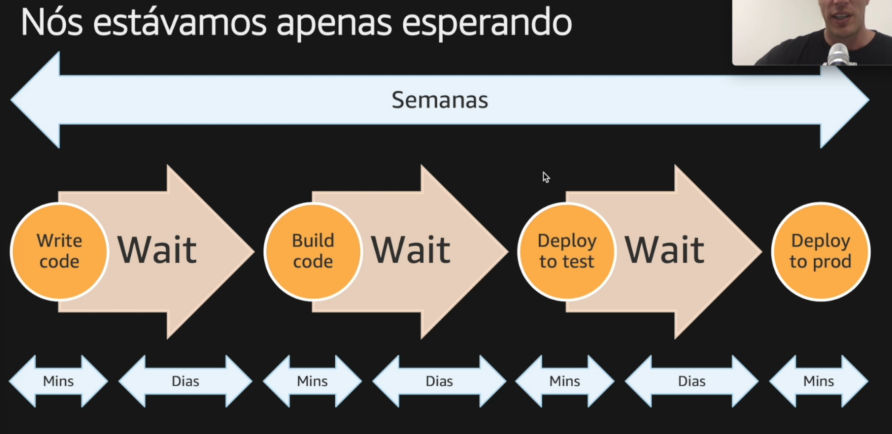 Nós estávamos apenas esperando
Semanas
Write
code
Wait
Build
code
Wait
Deploy
to test
Wait
Deploy
to prod
Mins
Dias
Mins
Dias
Mins
Dias
Mins